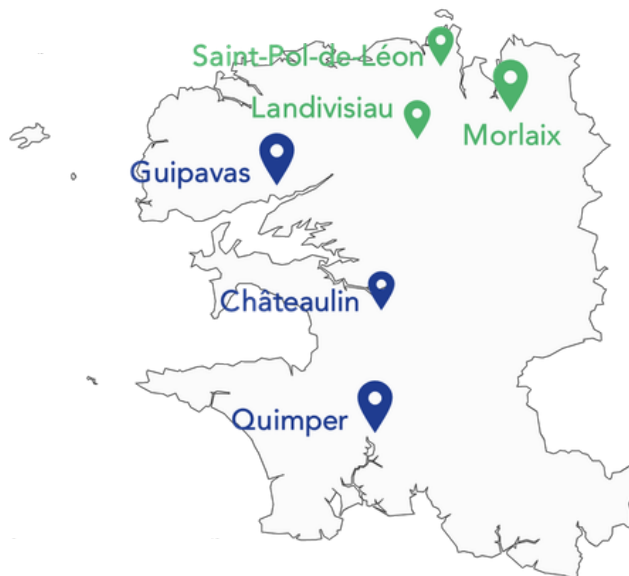 Saint-Pol-de-Léon
Landivisiau
Morlaix
Guipavas
Châteaulin
Quimper